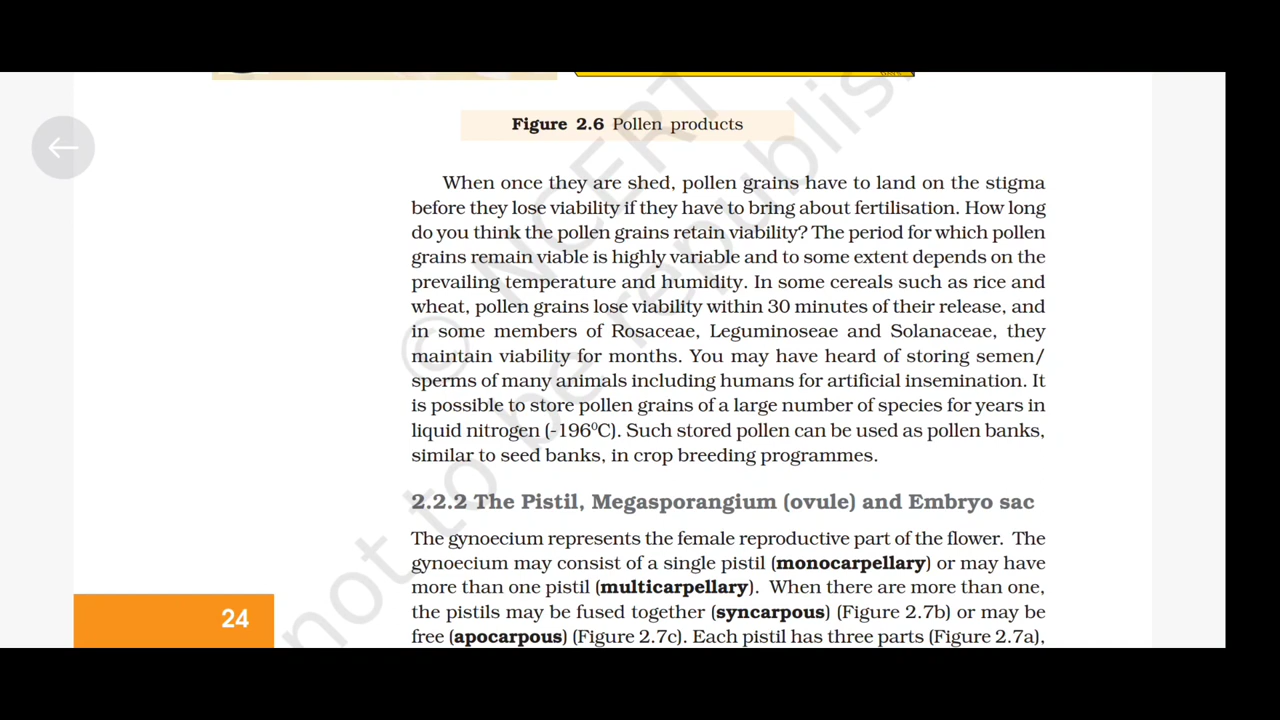 Figure 2.6 Pollen products
When once they are shed, pollen grains have to land on the stigma
before they lose viability if they have to bring about fertilisation. How long
do you think the pollen grains retain viability? The period for which pollen
grains remain viable is highly variable and to some extent depends on the
prevailing temperature and humidity. In some cereals such as rice and
wheat, pollen grains lose viability within 30 minutes of their release, and
in some members of Rosaceae, Leguminoseae and Solanaceae, they
maintain viability for months. You may have heard of storing semen/
sperms of many animals including humans for artificial insemination. It
is possible to store pollen grains of a large number of species for years in
liquid nitrogen (-196⁰C). Such stored pollen can be used as pollen banks,
similar to seed banks, in crop breeding programmes.
2.2.2 The Pistil, Megasporangium (ovule) and Embryo sac
The gynoecium represents the female reproductive part of the flower. The
gynoecium may consist of a single pistil (monocarpellary) or may have
more than one pistil (multicarpellary). When there are more than one,
the pistils may be fused together (syncarpous) (Figure 2.7b) or may be
free (apocarpous) (Figure 2.7c). Each pistil has three parts (Figure 2.7a),
24
© NCERT
not to be republis